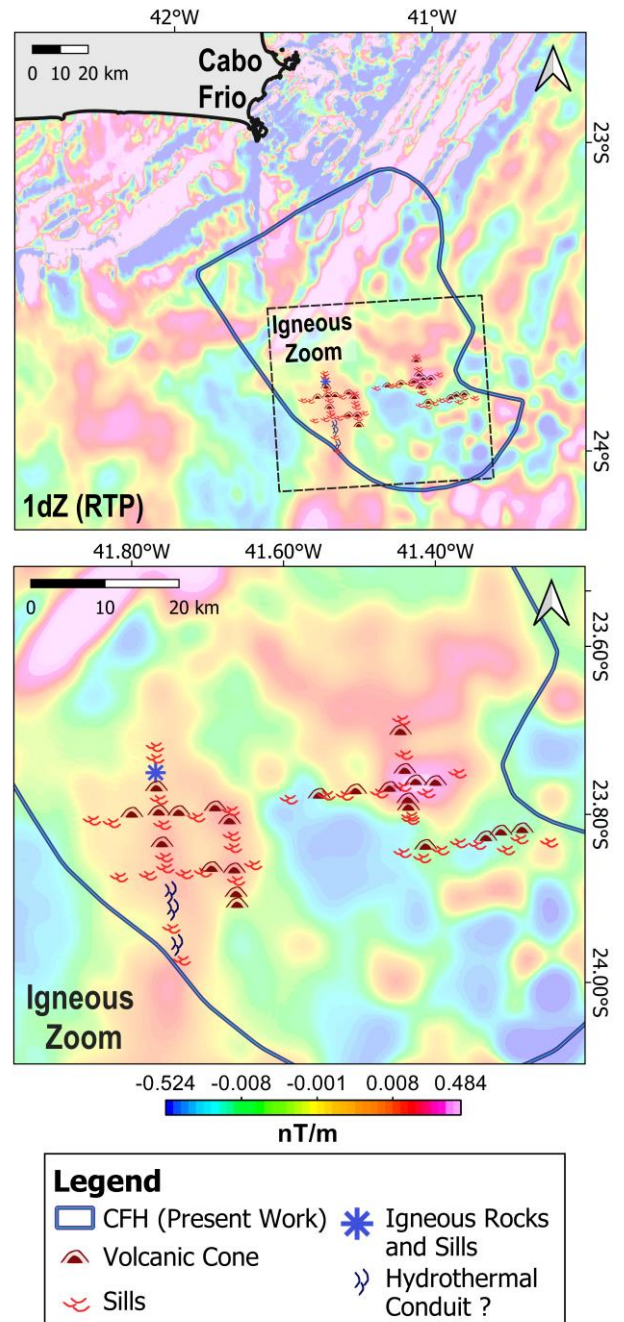 42°W 41°W
0 10 20 km
Cabo
Frio
23°S
Igneous
Zoom
24°S
1dZ (RTP)
41.80°W 41.60°W 41.40°W
0 10 20 km
23.60°S
23.80°S
24.00°S
Igneous
Zoom
-0.524 -0.008 -0.001 0.008 0.484
nT/m
Legend
CFH (Present Work)
Volcanic Cone
Sills
Igneous Rocks
and Sills
Hydrothermal
Conduit ?